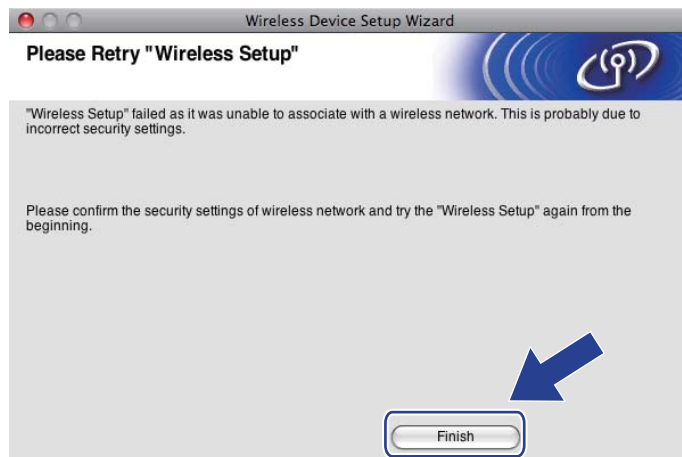 Wireless Device Setup Wizard
Please Retry "Wireless Setup"
"Wireless Setup" failed as it was unable to associate with a wireless network. This is probably due to
incorrect security settings.
Please confirm the security settings of wireless network and try the "Wireless Setup" again from the
beginning.
Finish